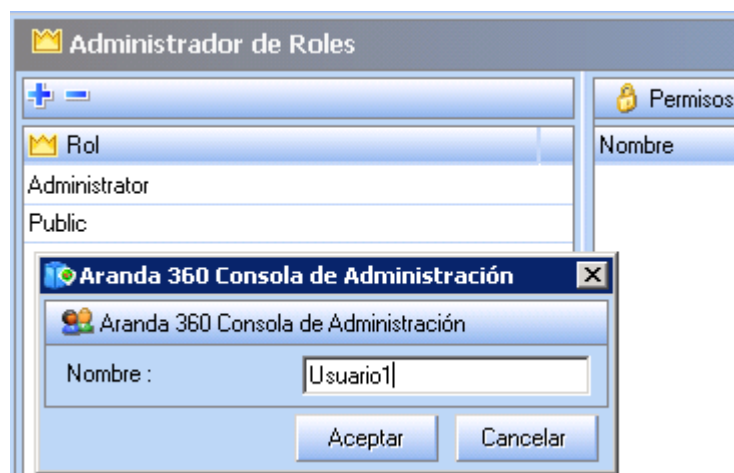 Administrador de Roles
Permisos
Rol
Nombre
Administrator
Public
Aranda 360 Consola de Administración
Aranda 360 Consola de Administración
Nombre :
Usuario1
Aceptar
Cancelar